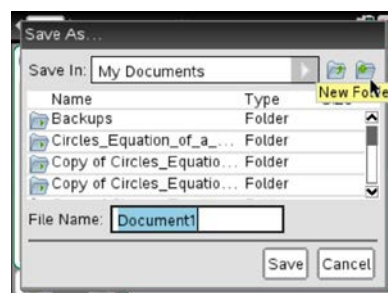 Save As...
Save In: My Documents
New Folde
Name Type
Backups Folder
Circles_Equation_of_a_... Folder
Copy of Circles_Equatio... Folder
Copy of Circles_Equatio... Folder
File Name: Document1
Save Cancel